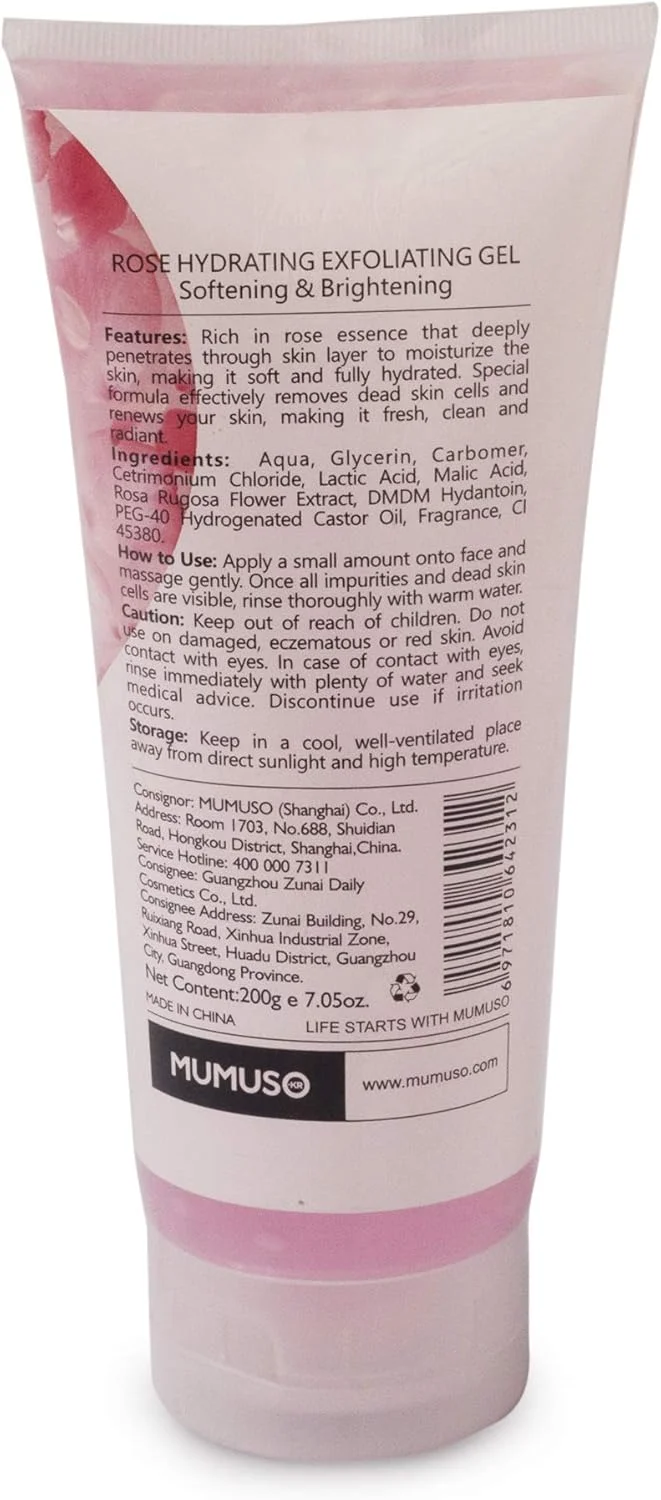 ROSE HYDRATING EXFOLIATING GEL
Softening & Brightening
Features: Rich in rose essence that deeply
penetrates through skin layer to moisturize the
skin, making it soft and fully hydrated. Special
formula effectively removes dead skin cells and
renews your skin, making it fresh, clean and
radiant.
Ingredients: Aqua, Glycerin, Carbomer,
Cetrimonium Chloride, Lactic Acid, Malic Acid,
Rosa Rugosa Flower Extract, DMDM Hydantoin,
PEG-40 Hydrogenated Castor Oil, Fragrance, CI
45380.
How to Use: Apply a small amount onto face and
massage gently. Once all impurities and dead skin
cells are visible, rinse thoroughly with warm water.
Caution: Keep out of reach of children. Do not
use on damaged, eczematous or red skin. Avoid
contact with eyes. In case of contact with eyes,
rinse immediately with plenty of water and seek
medical advice. Discontinue use if irritation
occurs.
Storage: Keep in a cool, well-ventilated place
away from direct sunlight and high temperature.
Consignor: MUMUSO (Shanghai) Co., Ltd.
Address: Room 1703, No.688, Shuidian
Road, Hongkou District, Shanghai,China.
Service Hotline: 400 000 7311
Consignee: Guangzhou Zunai Daily
Cosmetics Co., Ltd.
Consignee Address: Zunai Building, No.29,
Ruixiang Road, Xinhua Industrial Zone,
Xinhua Street, Huadu District, Guangzhou
City, Guangdong Province.
Net Content:200g e 7.05oz.
6971810642312
MADE IN CHINA
LIFE STARTS WITH MUMUSO
MUMUSO KR
www.mumuso.com